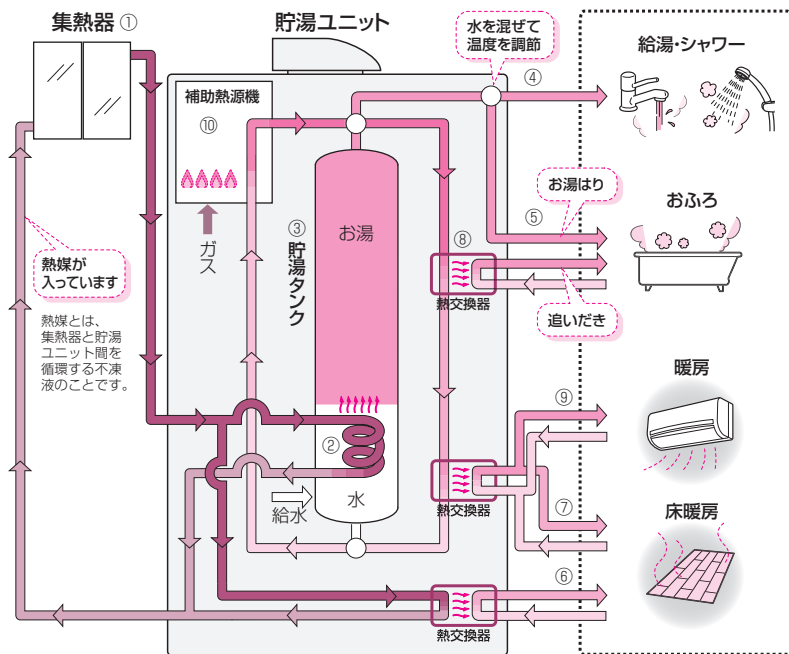 集熱器 ①
貯湯ユニット
水を混ぜて
温度を調節
④
給湯・シャワー
補助熱源機
⑩
ガス
③ 貯湯タンク
お湯
⑧
熱交換器
お湯はり
⑤
おふろ
追いだき
熱媒が
入っています
熱媒とは、
集熱器と貯湯
ユニット間を
循環する不凍
液のことです。
暖房
⑨
②
水
給水
熱交換器
⑦
床暖房
⑥
熱交換器